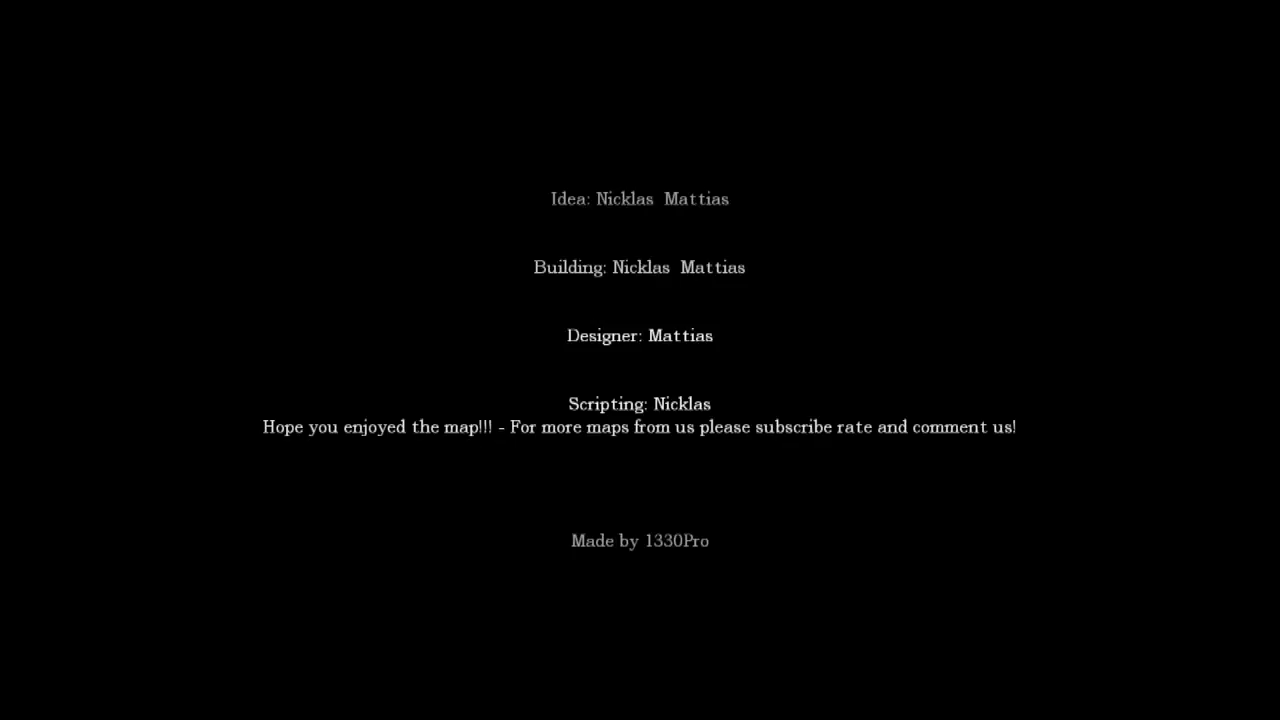 Idea: Nicklas  Mattias
Building: Nicklas  Mattias
Designer: Mattias
Scripting: Nicklas
Hope you enjoyed the map!!! - For more maps from us please subscribe rate and comment us!
Made by 1330Pro